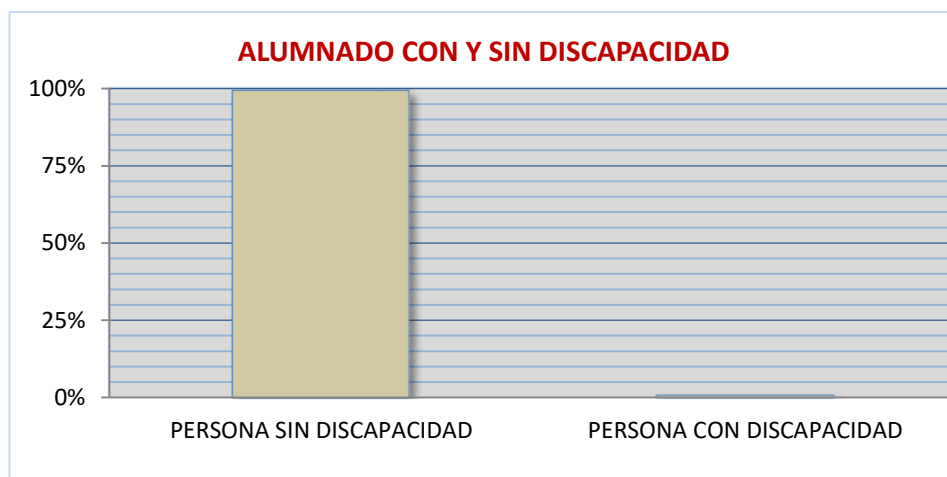 ALUMNADO CON Y SIN DISCAPACIDAD
100%
75%
50%
25%
0%
PERSONA SIN DISCAPACIDAD
PERSONA CON DISCAPACIDAD